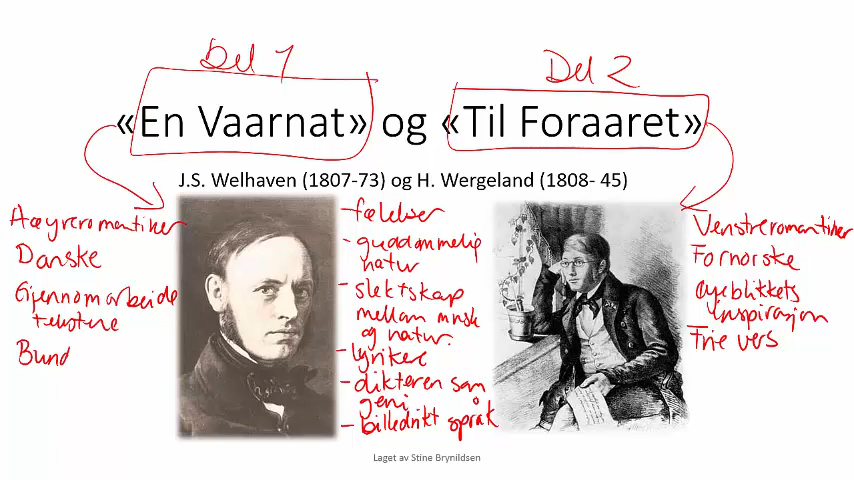 Del 1
Del 2
«En Vaarnat» og «Til Foraaret»
J.S. Welhaven (1807-73) og H. Wergeland (1808- 45)
Høyreromantiker
Danske
Gjennomarbeide
tekstene
Bund
- følelser
- guddommelig
natur
- slektskap
mellom mnsk
og natur.
- lyrikere
- dikteren som
geni
- billedrikt språk
Venstreromantiker
Fornorske
øyeblikkets
inspirasjon
Frie vers
Laget av Stine Brynildsen